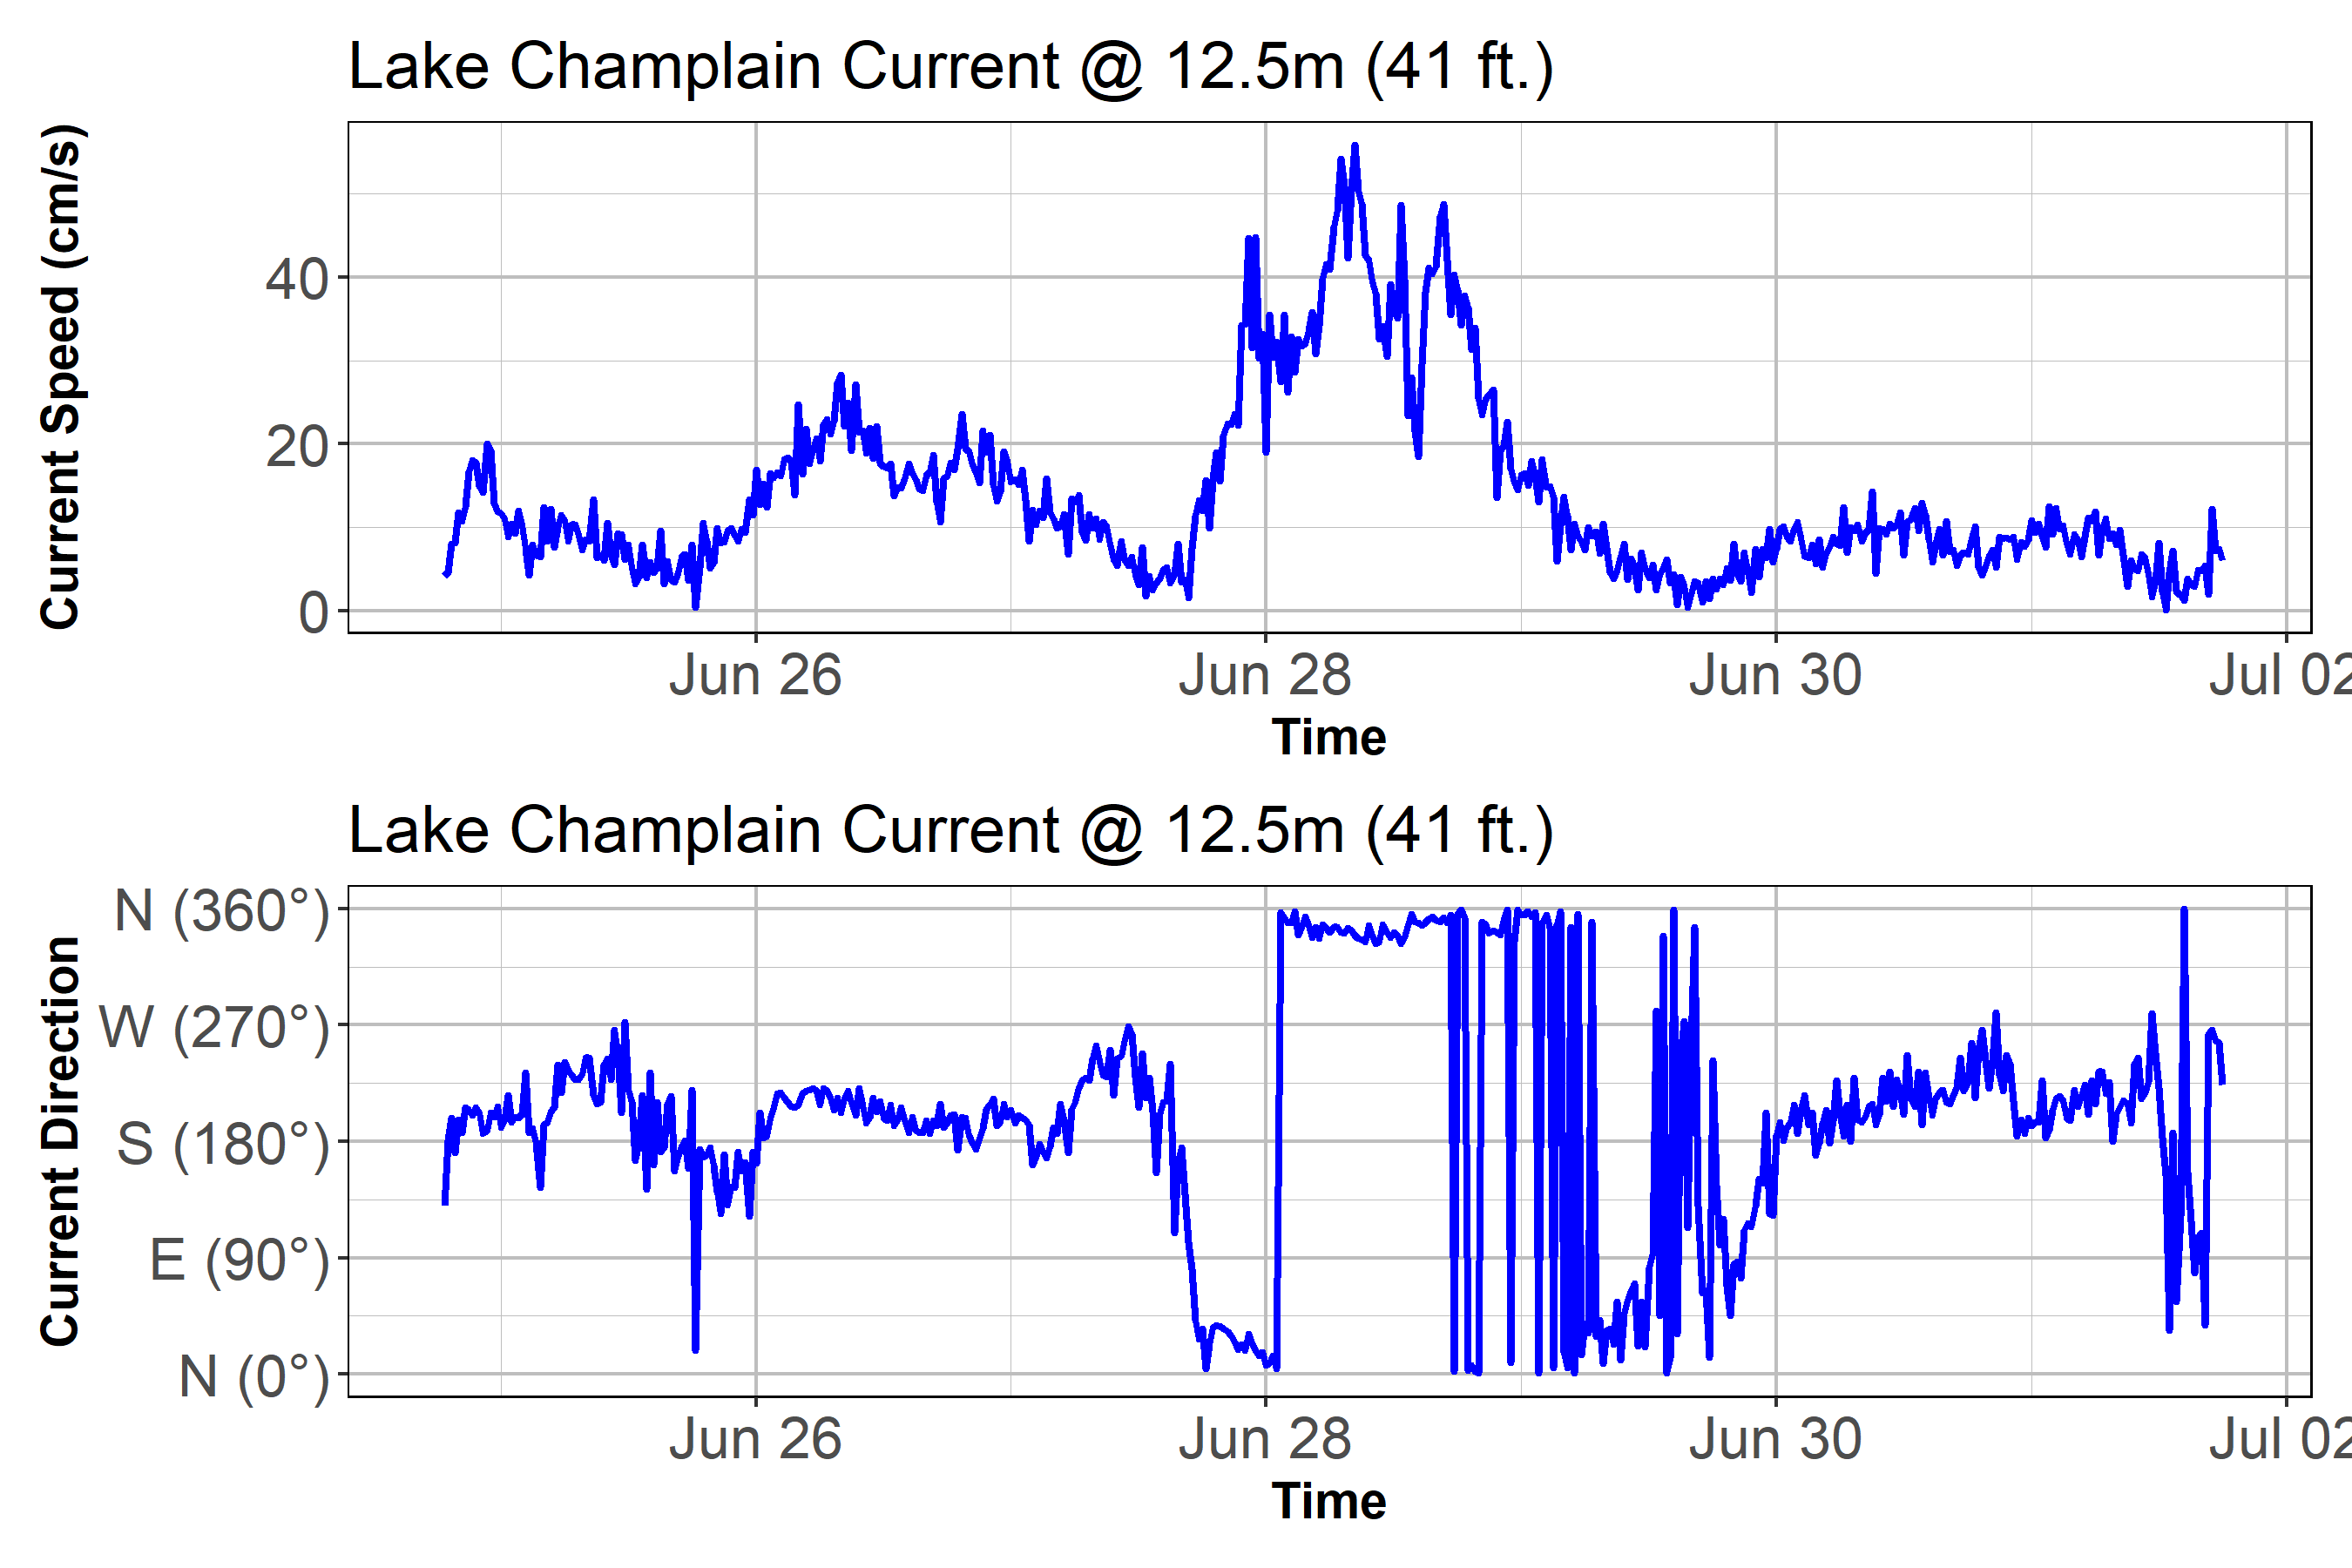 Lake Champlain Current @ 12.5m (41 ft.)
Current Speed (cm/s)
40
20
0
Jun 26 Jun 28 Jun 30 Jul 02
Time
Lake Champlain Current @ 12.5m (41 ft.)
Current Direction
N (360°)
W (270°)
S (180°)
E (90°)
N (0°)
Jun 26 Jun 28 Jun 30 Jul 02
Time